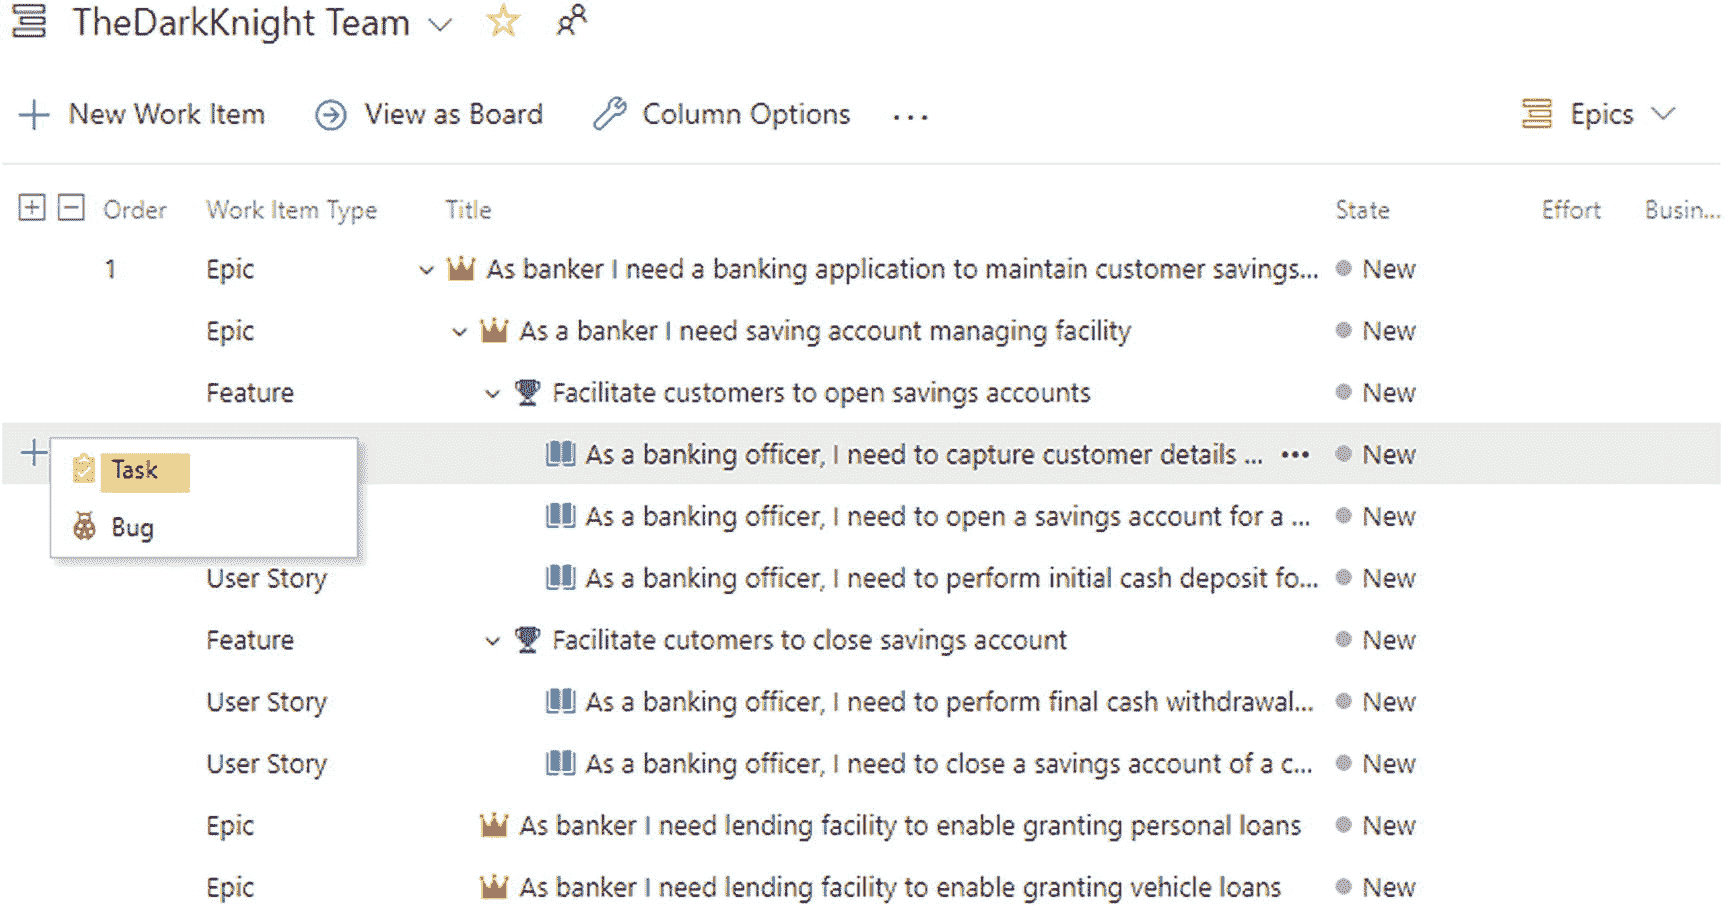 TheDarkKnight Team
New Work Item View as Board Column Options ... Epics
Order Work Item Type Title State Effort Busin...
1 Epic As banker I need a banking application to maintain customer savings... New
Epic As a banker I need saving account managing facility New
Feature Facilitate customers to open savings accounts New
As a banking officer, I need to capture customer details ... ••• New
Task
As a banking officer, I need to open a savings account for a ... New
Bug
User Story As a banking officer, I need to perform initial cash deposit fo... New
Feature Facilitate cutomers to close savings account New
User Story As a banking officer, I need to perform final cash withdrawal... New
User Story As a banking officer, I need to close a savings account of a c... New
Epic As banker I need lending facility to enable granting personal loans New
Epic As banker I need lending facility to enable granting vehicle loans New